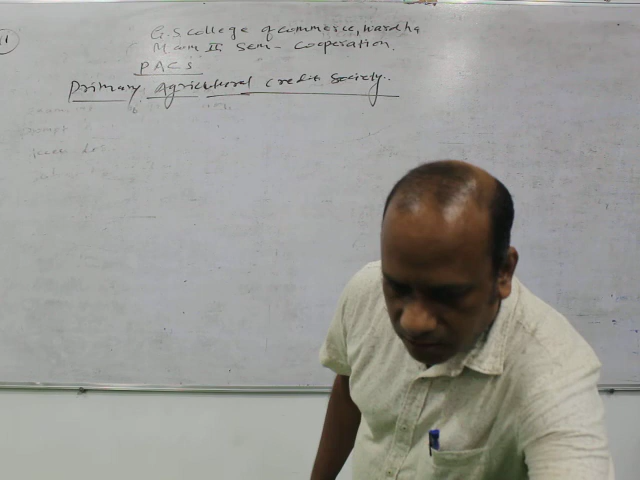 G.S college of commerce, wardha
M.com II Sem - Cooperation.
PACS
Primary Agricultural credit Society.